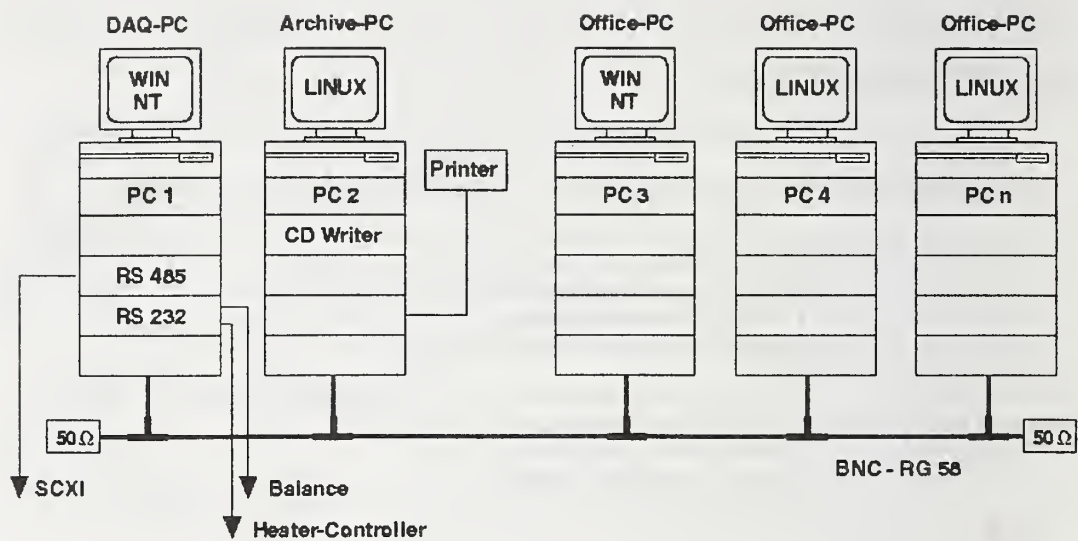 DAQ-PC
Archive-PC
Office-PC
Office-PC
Office-PC
WIN
NT
LINUX
WIN
NT
LINUX
LINUX
Printer
PC 1
PC 2
PC 3
PC 4
PC n
CD Writer
RS 485
RS 232
50 Ω
50 Ω
BNC - RG 58
SCXI
Balance
Heater-Controller